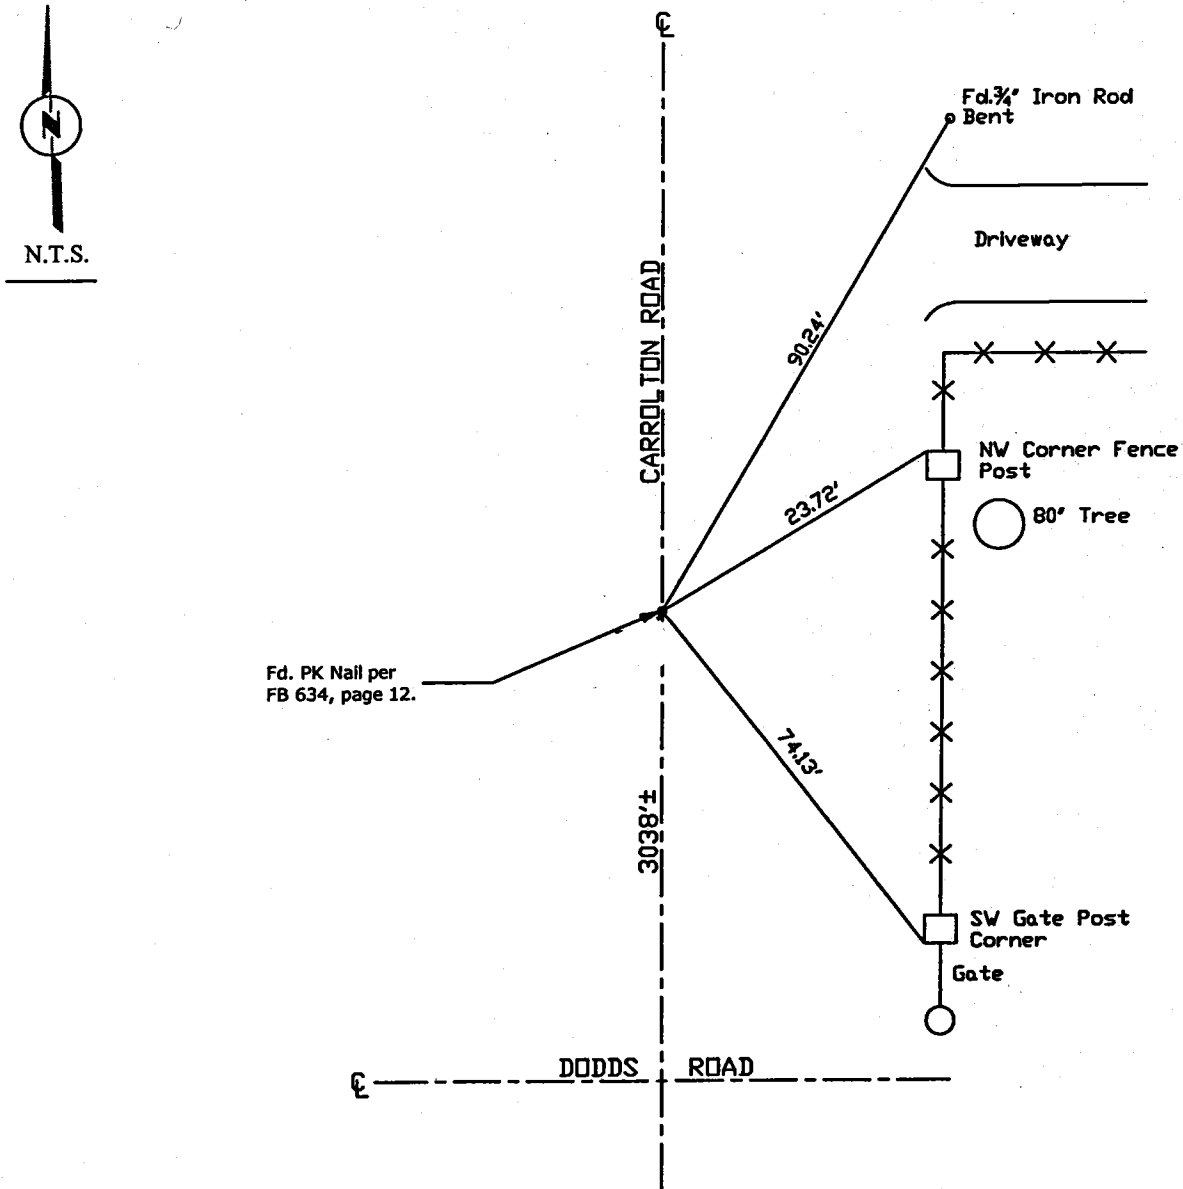 ℄
Fd.¾" Iron Rod
Bent
N
N.T.S.
Driveway
CARROLTON ROAD
90.24'
NW Corner Fence
Post
23.72'
80" Tree
Fd. PK Nail per
FB 634, page 12.
74.13'
3038'±
SW Gate Post
Corner
Gate
DODDS ROAD
℄